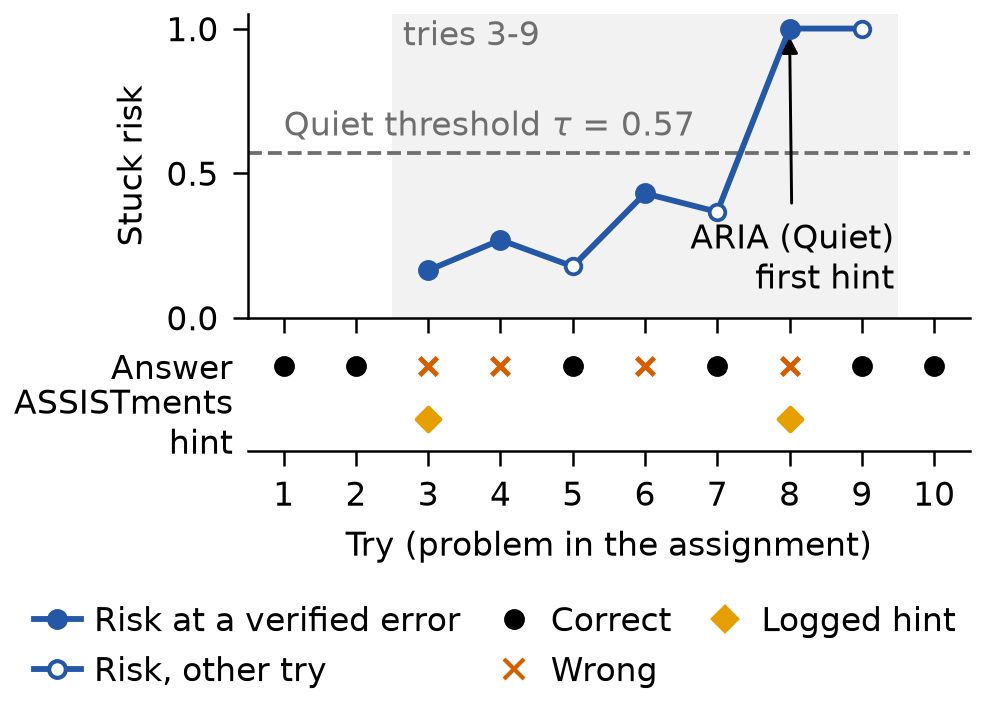 1.0
tries 3-9
Quiet threshold τ = 0.57
Stuck risk
0.5
ARIA (Quiet)
first hint
0.0
Answer
ASSISTments
hint
1 2 3 4 5 6 7 8 9 10
Try (problem in the assignment)
Risk at a verified error
Correct
Logged hint
Risk, other try
Wrong